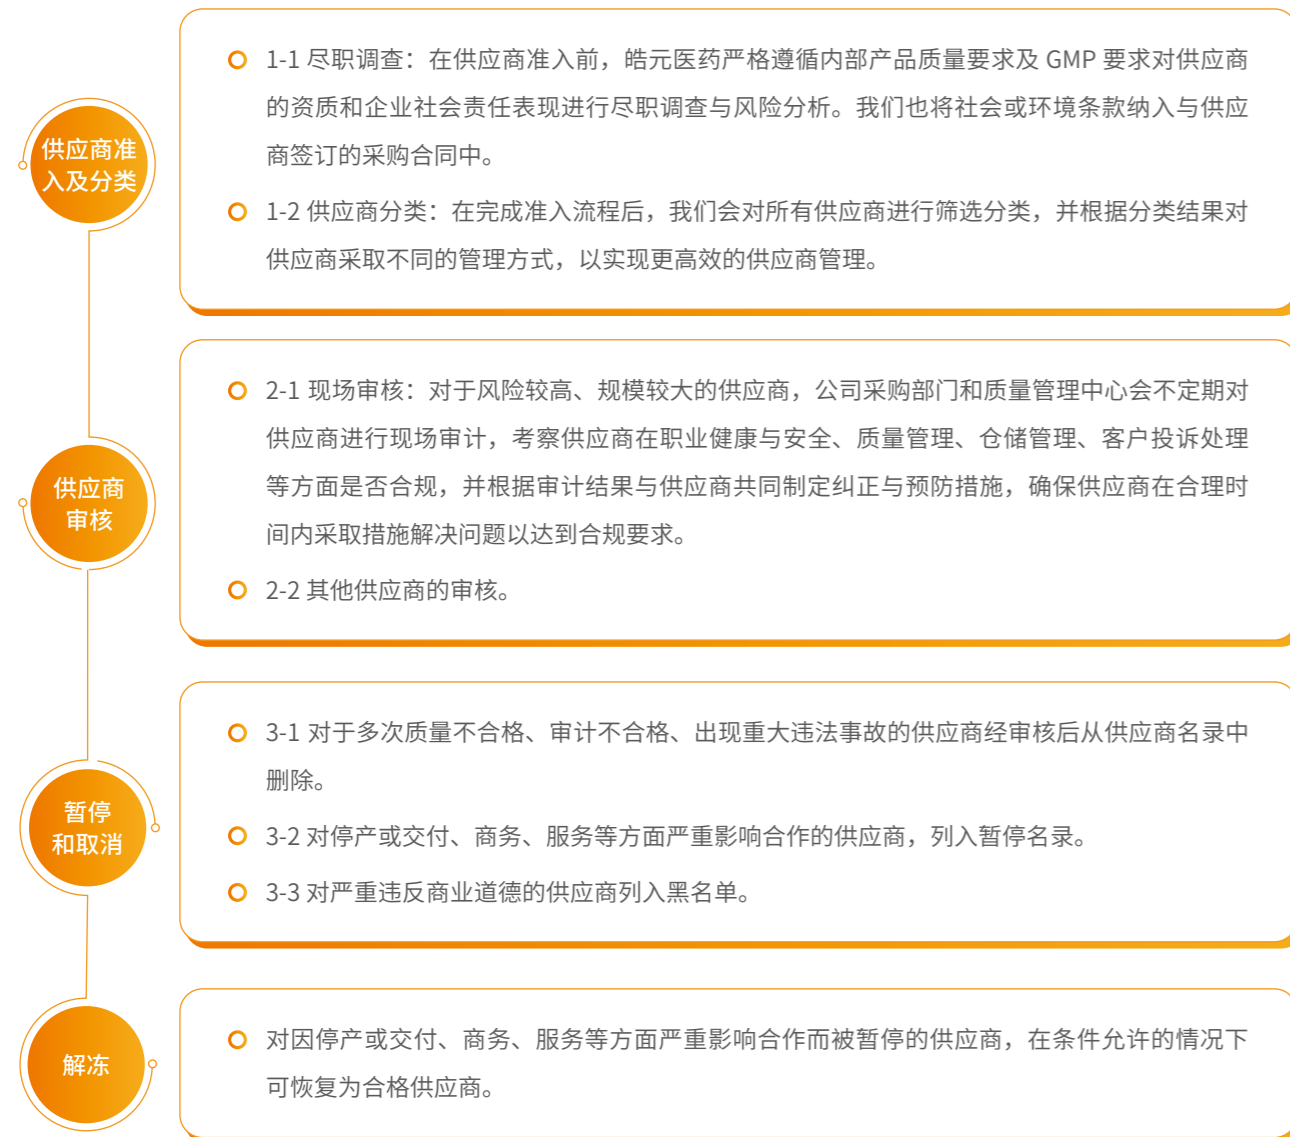 供应商准
入及分类
1-1 尽职调查：在供应商准入前，皓元医药严格遵循内部产品质量要求及 GMP 要求对供应商
的资质和企业社会责任表现进行尽职调查与风险分析。我们也将社会或环境条款纳入与供应
商签订的采购合同中。
1-2 供应商分类：在完成准入流程后，我们会对所有供应商进行筛选分类，并根据分类结果对
供应商采取不同的管理方式，以实现更高效的供应商管理。
供应商
审核
2-1 现场审核：对于风险较高、规模较大的供应商，公司采购部门和质量管理中心会不定期对
供应商进行现场审计，考察供应商在职业健康与安全、质量管理、仓储管理、客户投诉处理
等方面是否合规，并根据审计结果与供应商共同制定纠正与预防措施，确保供应商在合理时
间内采取措施解决问题以达到合规要求。
2-2 其他供应商的审核。
暂停
和取消
3-1 对于多次质量不合格、审计不合格、出现重大违法事故的供应商经审核后从供应商名录中
删除。
3-2 对停产或交付、商务、服务等方面严重影响合作的供应商，列入暂停名录。
3-3 对严重违反商业道德的供应商列入黑名单。
解冻
对因停产或交付、商务、服务等方面严重影响合作而被暂停的供应商，在条件允许的情况下
可恢复为合格供应商。